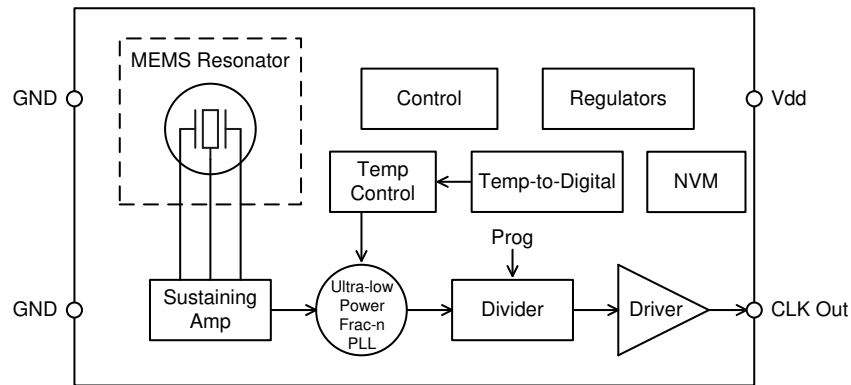 MEMS Resonator
GND
Control
Regulators
Vdd
Temp
Control
Temp-to-Digital
NVM
Prog
GND
Sustaining
Amp
Ultra-low
Power
Frac-n
PLL
Divider
Driver
CLK Out